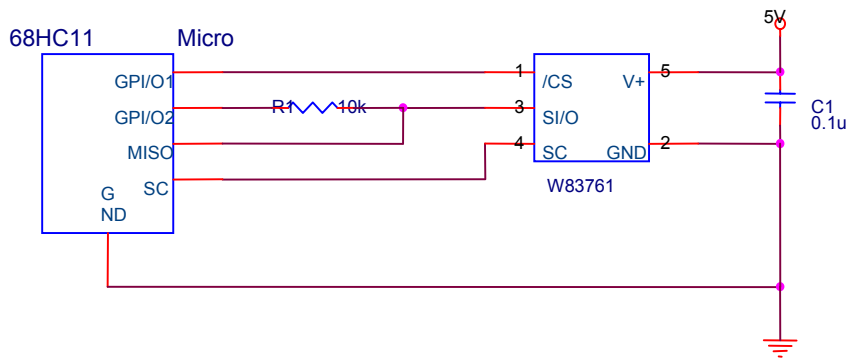 5V
68HC11 Micro
GPI/O1 1 /CS V+ 5
GPI/O2 R1 10k 3 SI/O C1
0.1u
MISO 4 SC GND 2
SC W83761
G
ND